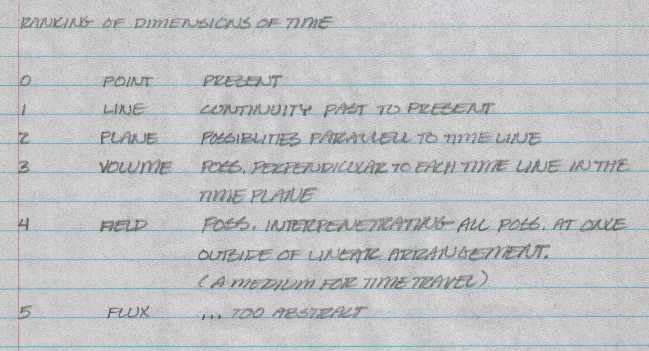 RANKING OF DIMENSIONS OF TIME
0 POINT PRESENT
1 LINE CONTINUITY PAST TO PRESENT
2 PLANE POSSIBLITIES PARALLELL TO TIME LINE
3 VOLUME POSS. PERPENDICULAR TO EACH TIME LINE IN THE
TIME PLANE
4 FIELD POSS. INTERPENETRATING ALL POSS. AT ONCE
OUTSIDE OF LINEAR ARRANGEMENT.
(A MEDIUM FOR TIME TRAVEL)
5 FLUX ... TOO ABSTRACT